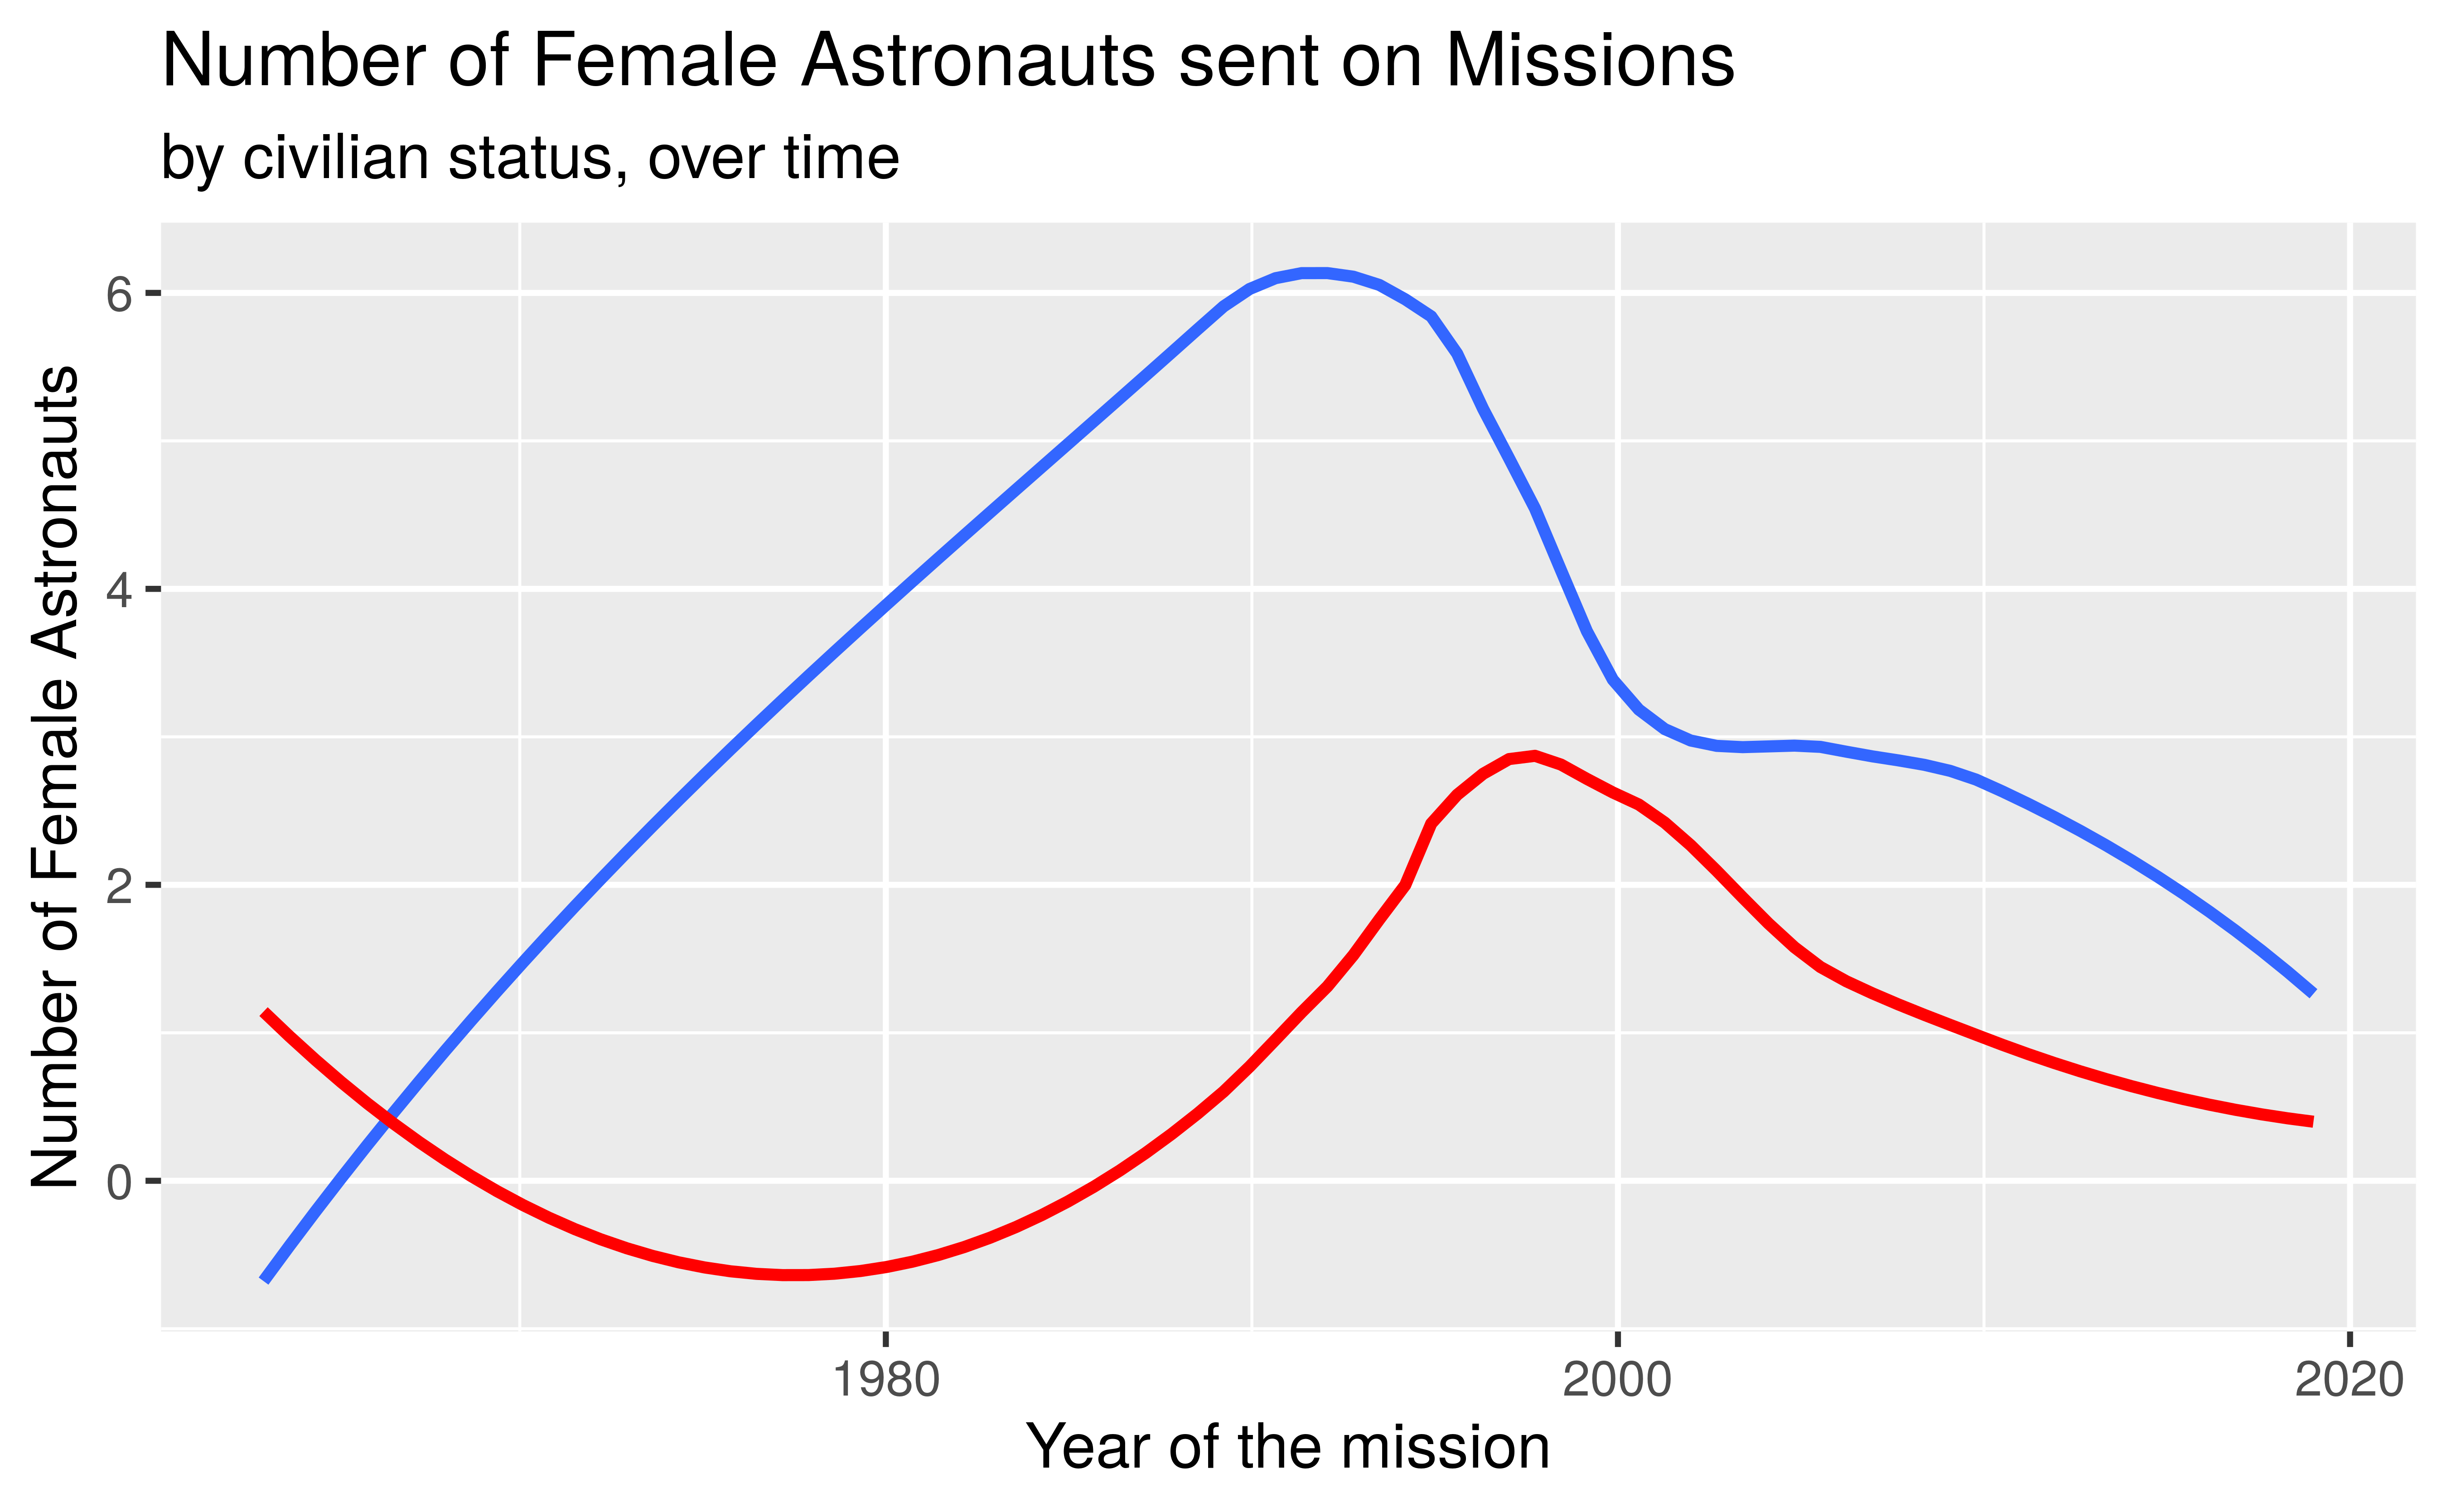 Number of Female Astronauts sent on Missions
by civilian status, over time
Number of Female Astronauts
6
4
2
0
1980
2000
2020
Year of the mission